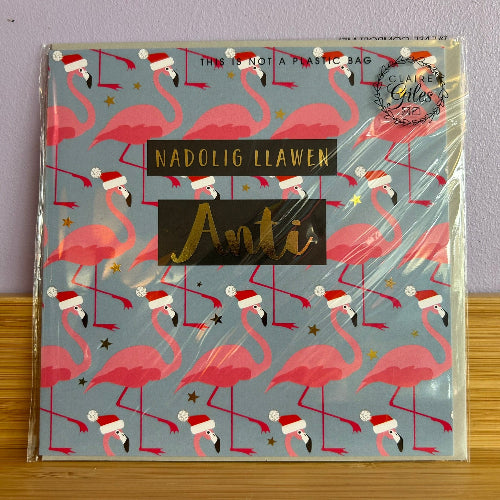 THIS IS NOT A PLASTIC BAG
CLAIRE
Giles
NADOLIG LLAWEN
Anti